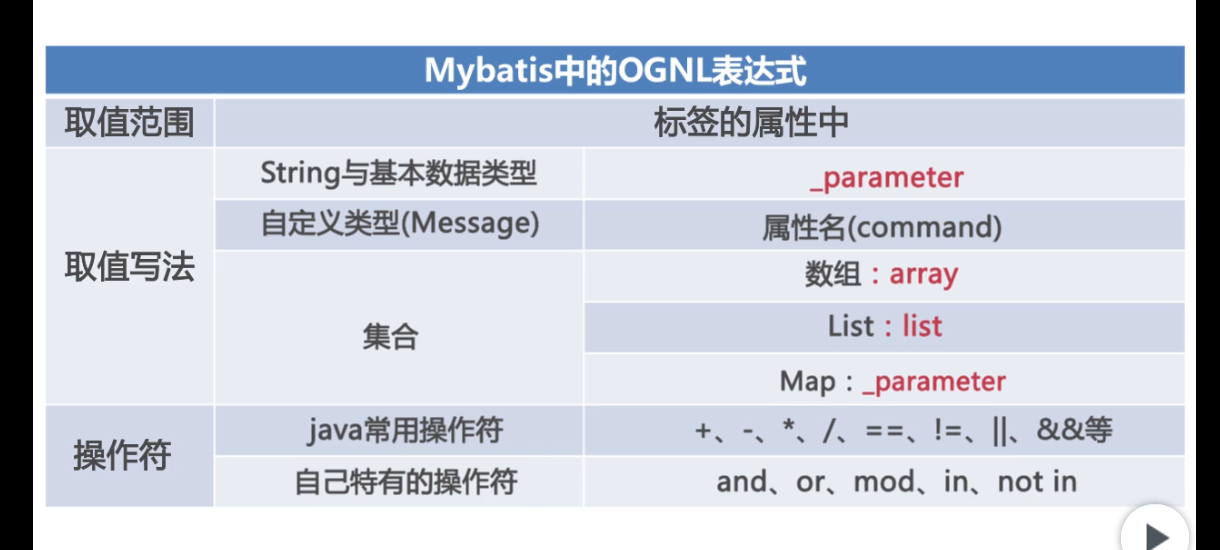 Mybatis中的OGNL表达式
取值范围
标签的属性中
取值写法
String与基本数据类型
_parameter
自定义类型(Message)
属性名(command)
集合
数组：array
List：list
Map：_parameter
操作符
java常用操作符
+、-、*、/、==、!=、||、&&等
自己特有的操作符
and、or、mod、in、not in